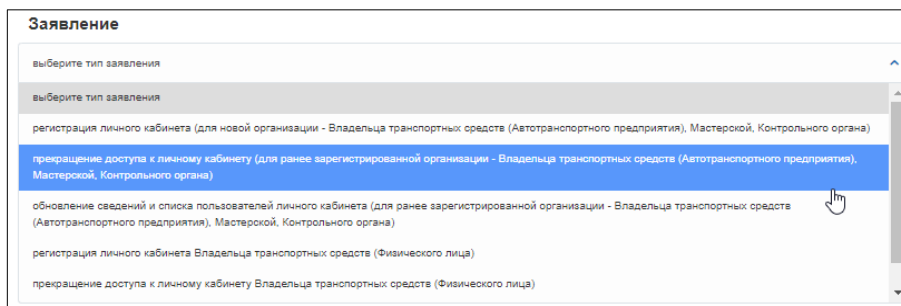 Заявление
выберите тип заявления
выберите тип заявления
регистрация личного кабинета (для новой организации - Владельца транспортных средств (Автотранспортного предприятия), Мастерской, Контрольного органа)
прекращение доступа к личному кабинету (для ранее зарегистрированной организации - Владельца транспортных средств (Автотранспортного предприятия),
Мастерской, Контрольного органа)
обновление сведений и списка пользователей личного кабинета (для ранее зарегистрированной организации - Владельца транспортных средств
(Автотранспортного предприятия), Мастерской, Контрольного органа)
регистрация личного кабинета Владельца транспортных средств (Физического лица)
прекращение доступа к личному кабинету Владельца транспортных средств (Физического лица)